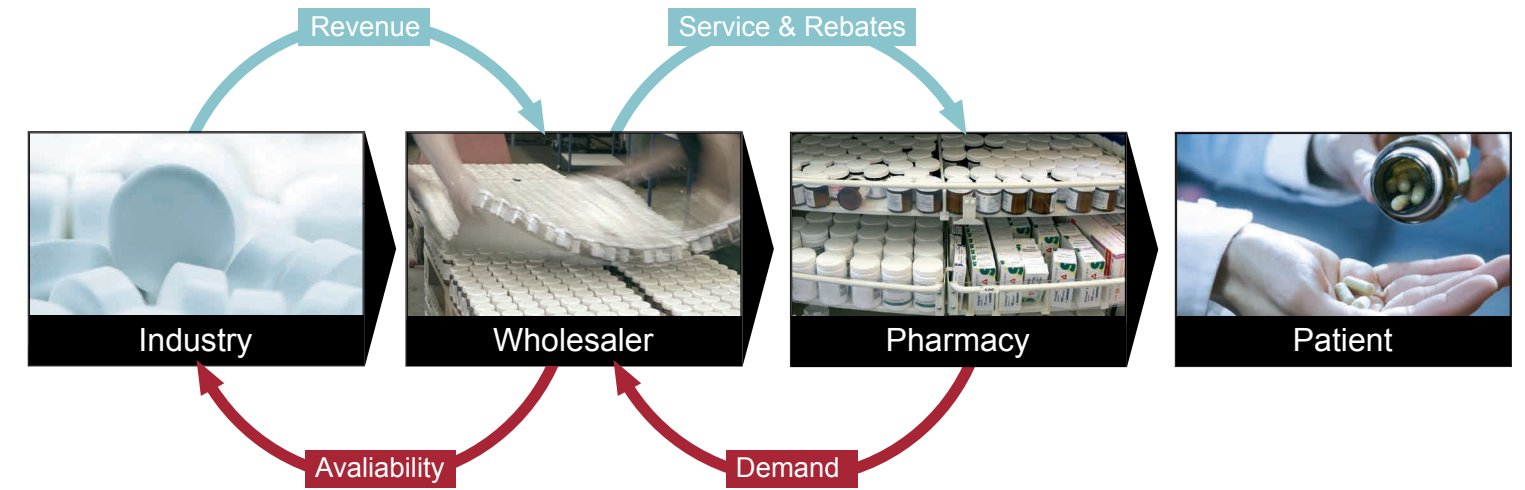 Revenue
Service & Rebates
Industry
Wholesaler
Pharmacy
Patient
Avaliability
Demand